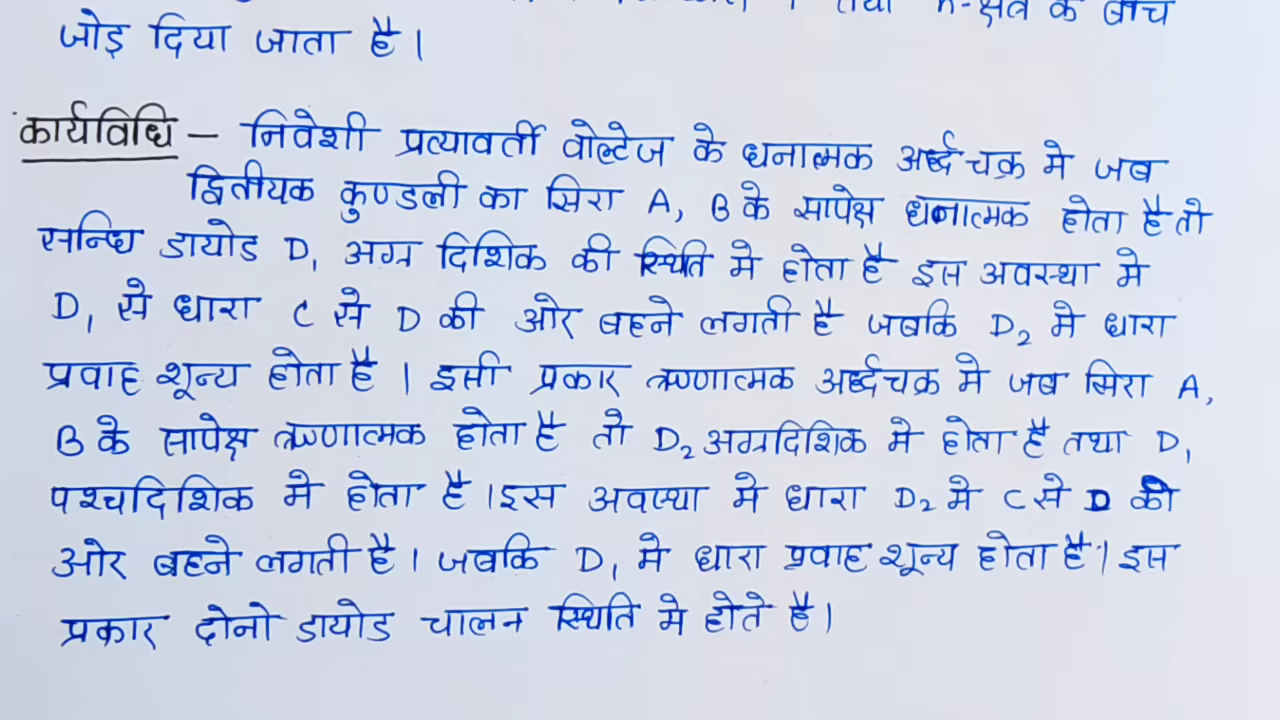 तथा n-क्षेत्र के बीच
जोड़ दिया जाता है।
कार्यविधि – निवेशी प्रत्यावर्ती वोल्टेज के धनात्मक अर्द्धचक्र मे जब
द्वितीयक कुण्डली का सिरा A, B के सापेक्ष धनात्मक होता है तो
सन्धि डायोड D₁ अग्र दिशिक की स्थिति मे होता है इस अवस्था मे
D₁ से धारा C से D की ओर बहने लगती है जबकि D₂ मे धारा
प्रवाह शून्य होता है। इसी प्रकार ऋणात्मक अर्द्धचक्र मे जब सिरा A,
B के सापेक्ष ऋणात्मक होता है तो D₂ अग्रदिशिक मे होता है तथा D₁
पश्चदिशिक मे होता है। इस अवस्था मे धारा D₂ मे C से D की
ओर बहने लगती है। जबकि D₁ मे धारा प्रवाह शून्य होता है। इस
प्रकार दोनो डायोड चालन स्थिति मे होते है।